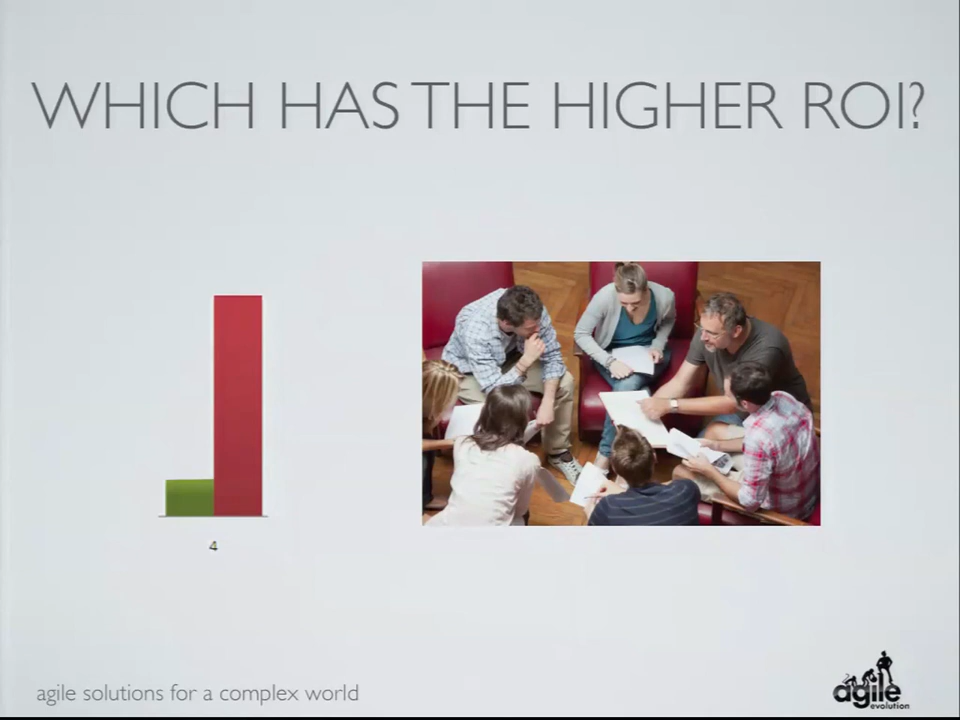 WHICH HAS THE HIGHER ROI?
4
agile solutions for a complex world
agile
evolution